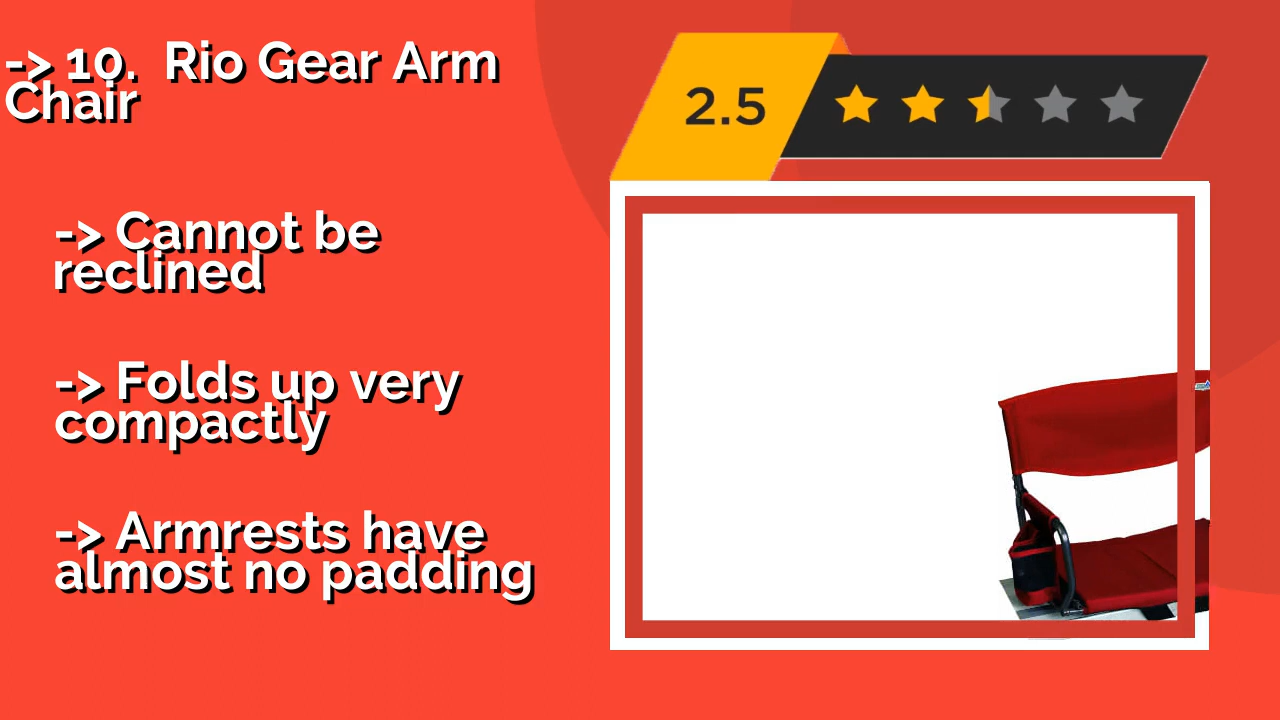 -> 10.  Rio Gear Arm
Chair
2.5
-> Cannot be
reclined
-> Folds up very
compactly
-> Armrests have
almost no padding